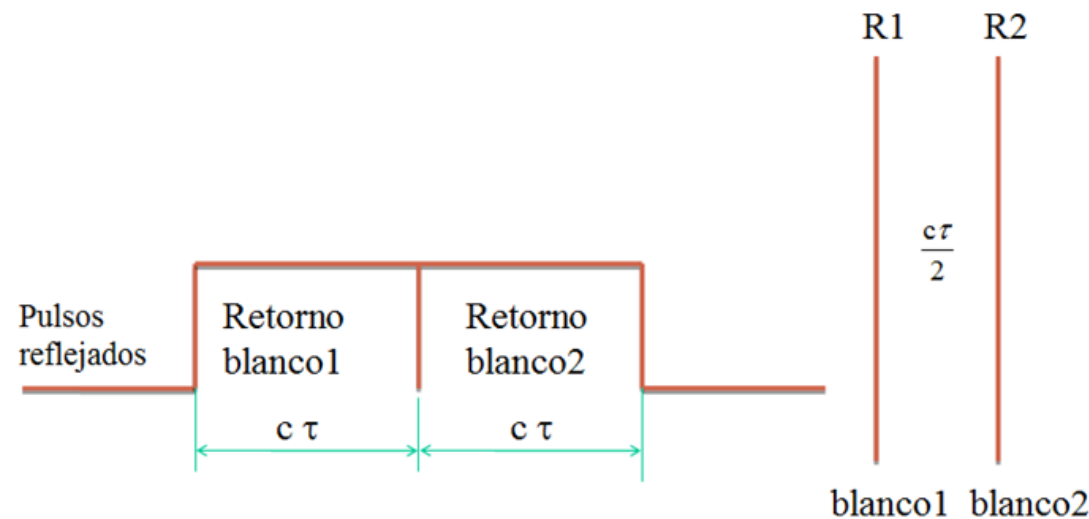 R1
R2
cτ
2
Pulsos
reflejados
Retorno
blanco1
Retorno
blanco2
c τ
c τ
blanco1
blanco2